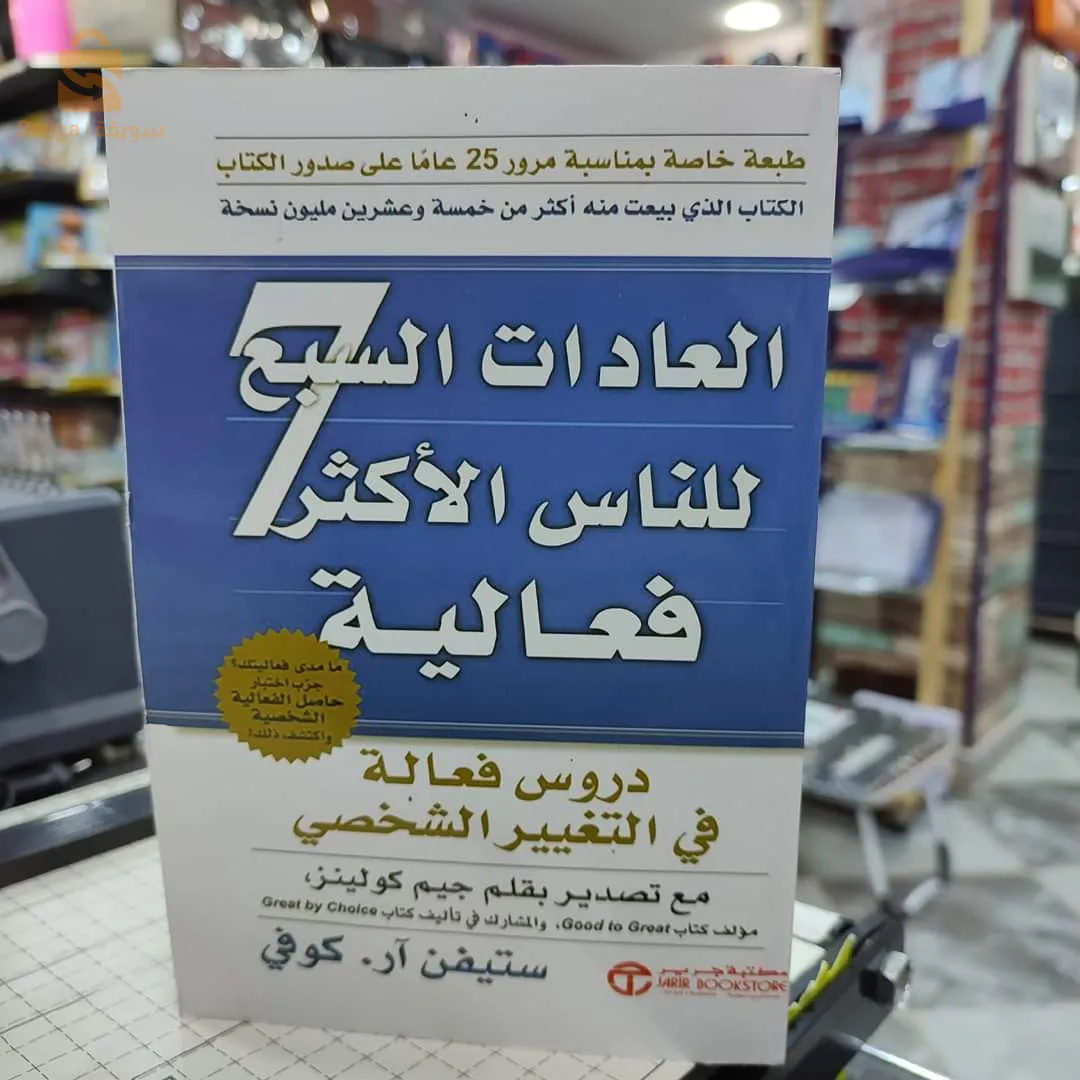 سويقة
طبعة خاصة بمناسبة مرور 25 عامًا على صدور الكتاب
الكتاب الذي بيعت منه أكثر من خمسة وعشرين مليون نسخة
7
العادات السبع
للناس الأكثر
فعالية
ما مدى فعاليتك؟
جرّب اختبار
حاصل الفعالية
الشخصية
واكتشف ذلك!
دروس فعالة
في التغيير الشخصي
مع تصدير بقلم جيم كولينز،
مؤلف كتاب Good to Great، والمشارك في تأليف كتاب Great by Choice
ستيفن آر. كوفي
مكتبة جرير
JARIR BOOKSTORE